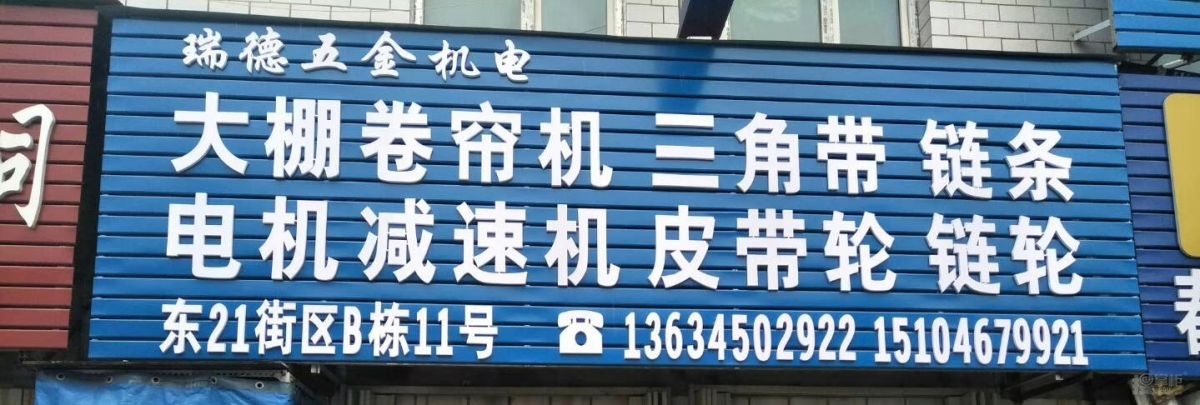 瑞德五金机电
大棚卷帘机 三角带 链条
电机减速机 皮带轮 链轮
东21街区B栋11号 ☎ 13634502922 15104679921